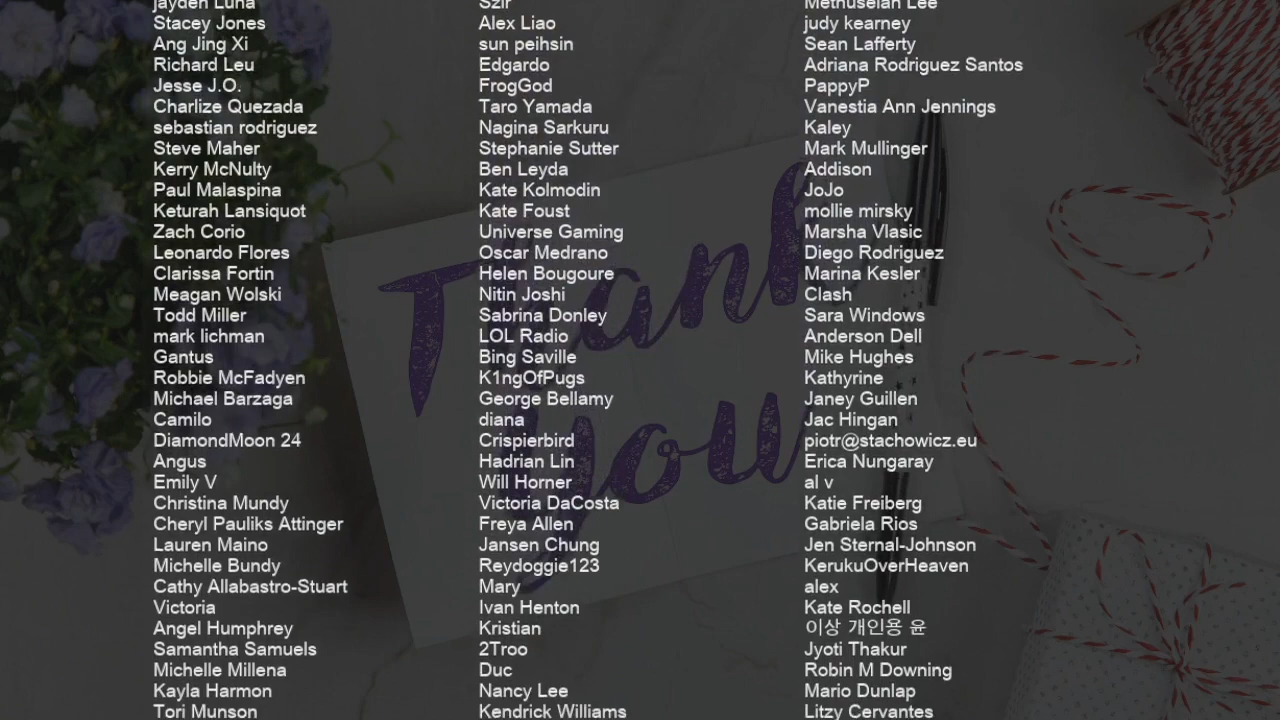 jayden Luna
Stacey Jones
Ang Jing Xi
Richard Leu
Jesse J.O.
Charlize Quezada
sebastian rodriguez
Steve Maher
Kerry McNulty
Paul Malaspina
Keturah Lansiquot
Zach Corio
Leonardo Flores
Clarissa Fortin
Meagan Wolski
Todd Miller
mark lichman
Gantus
Robbie McFadyen
Michael Barzaga
Camilo
DiamondMoon 24
Angus
Emily V
Christina Mundy
Cheryl Pauliks Attinger
Lauren Maino
Michelle Bundy
Cathy Allabastro-Stuart
Victoria
Angel Humphrey
Samantha Samuels
Michelle Millena
Kayla Harmon
Tori Munson
Szir
Alex Liao
sun peihsin
Edgardo
FrogGod
Taro Yamada
Nagina Sarkuru
Stephanie Sutter
Ben Leyda
Kate Kolmodin
Kate Foust
Universe Gaming
Oscar Medrano
Helen Bougoure
Nitin Joshi
Sabrina Donley
LOL Radio
Bing Saville
K1ngOfPugs
George Bellamy
diana
Crispierbird
Hadrian Lin
Will Horner
Victoria DaCosta
Freya Allen
Jansen Chung
Reydoggie123
Mary
Ivan Henton
Kristian
2Troo
Duc
Nancy Lee
Kendrick Williams
Methuselah Lee
judy kearney
Sean Lafferty
Adriana Rodriguez Santos
PappyP
Vanestia Ann Jennings
Kaley
Mark Mullinger
Addison
JoJo
mollie mirsky
Marsha Vlasic
Diego Rodriguez
Marina Kesler
Clash
Sara Windows
Anderson Dell
Mike Hughes
Kathyrine
Janey Guillen
Jac Hingan
piotr@stachowicz.eu
Erica Nungaray
al v
Katie Freiberg
Gabriela Rios
Jen Sternal-Johnson
KerukuOverHeaven
alex
Kate Rochell
이상 개인용 윤
Jyoti Thakur
Robin M Downing
Mario Dunlap
Litzy Cervantes
Thank
you